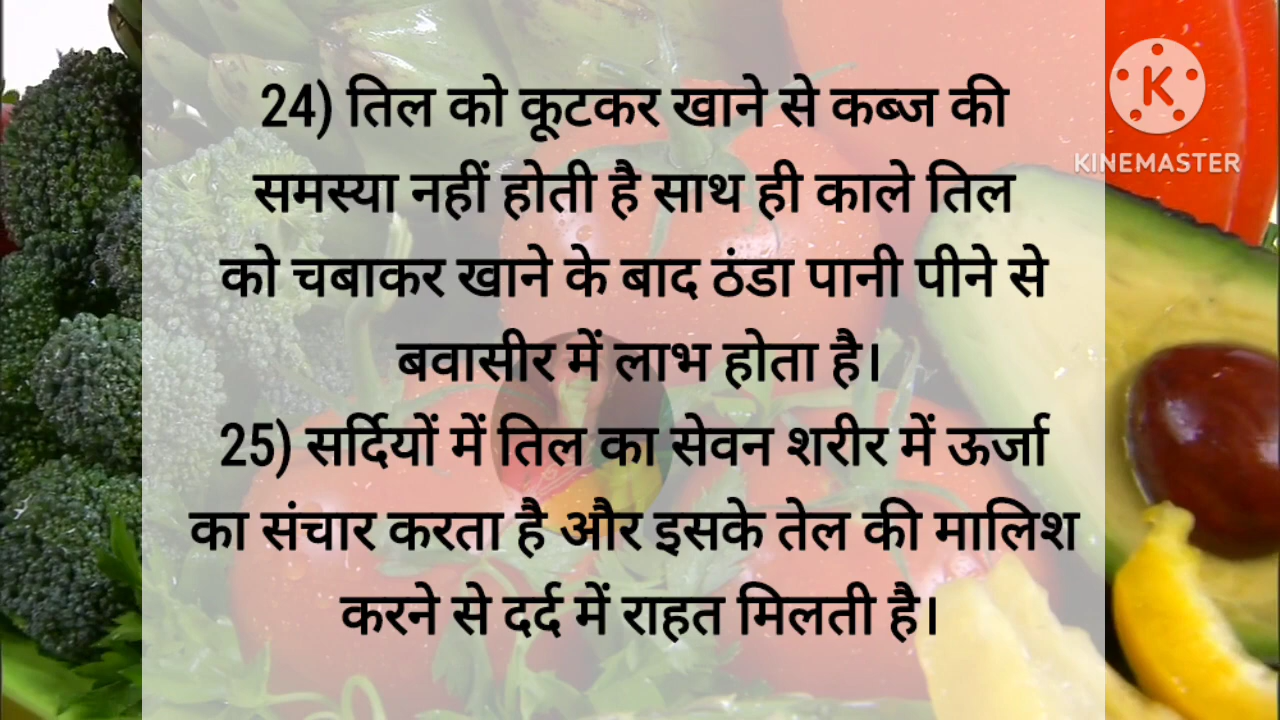 24) तिल को कूटकर खाने से कब्ज की
समस्या नहीं होती है साथ ही काले तिल
को चबाकर खाने के बाद ठंडा पानी पीने से
बवासीर में लाभ होता है।
25) सर्दियों में तिल का सेवन शरीर में ऊर्जा
का संचार करता है और इसके तेल की मालिश
करने से दर्द में राहत मिलती है।
K
KINEMASTER